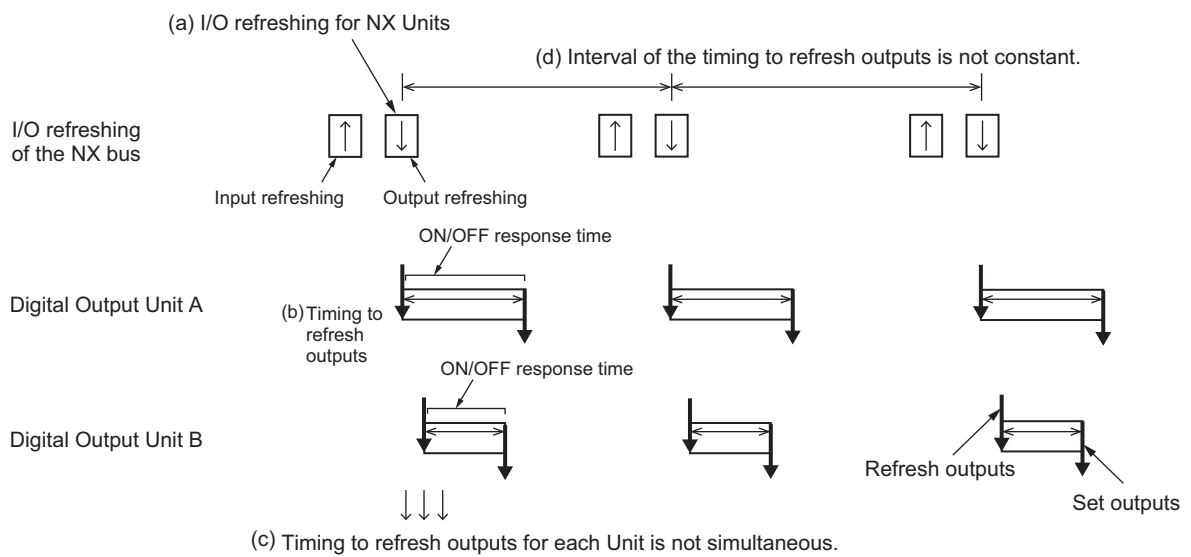 (a) I/O refreshing for NX Units
(d) Interval of the timing to refresh outputs is not constant.
I/O refreshing
of the NX bus
Input refreshing
Output refreshing
ON/OFF response time
Digital Output Unit A
(b) Timing to
refresh
outputs
ON/OFF response time
Digital Output Unit B
Refresh outputs
Set outputs
(c) Timing to refresh outputs for each Unit is not simultaneous.